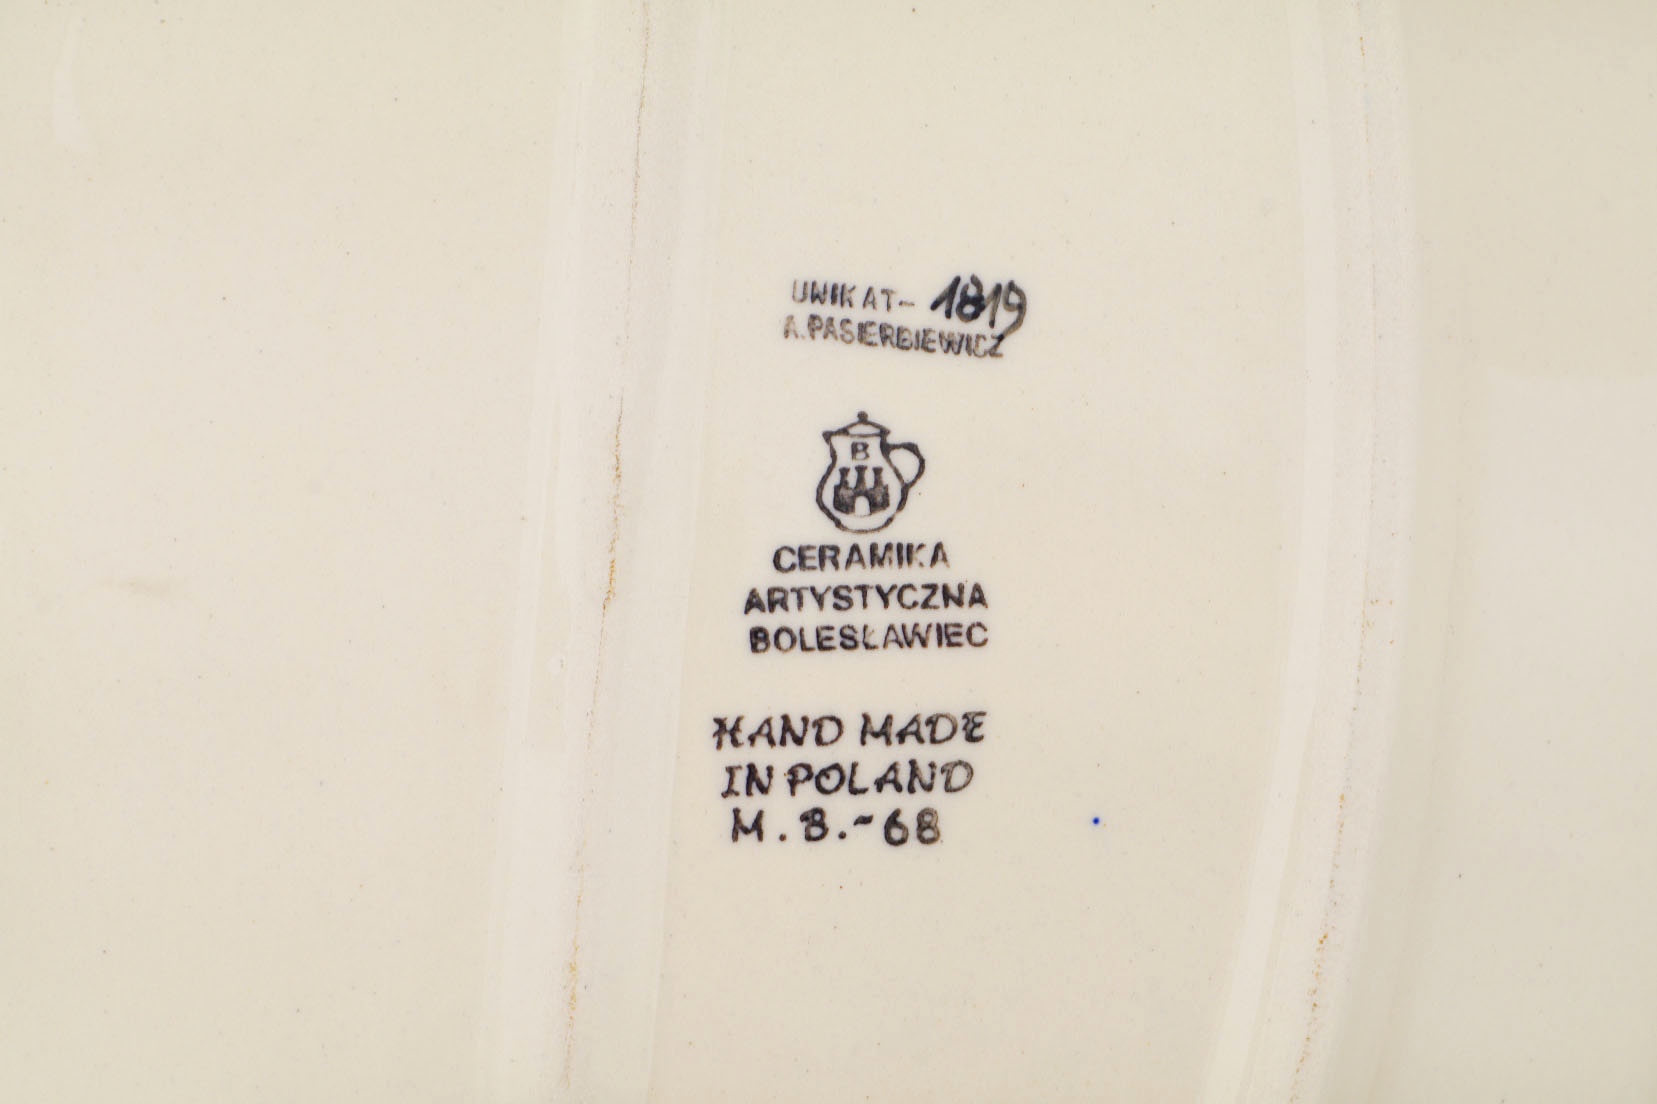 UNIKAT- 1819
A.PASIERBIEWICZ
B
CERAMIKA
ARTYSTYCZNA
BOLESŁAWIEC
HAND MADE
IN POLAND
M.B.-68